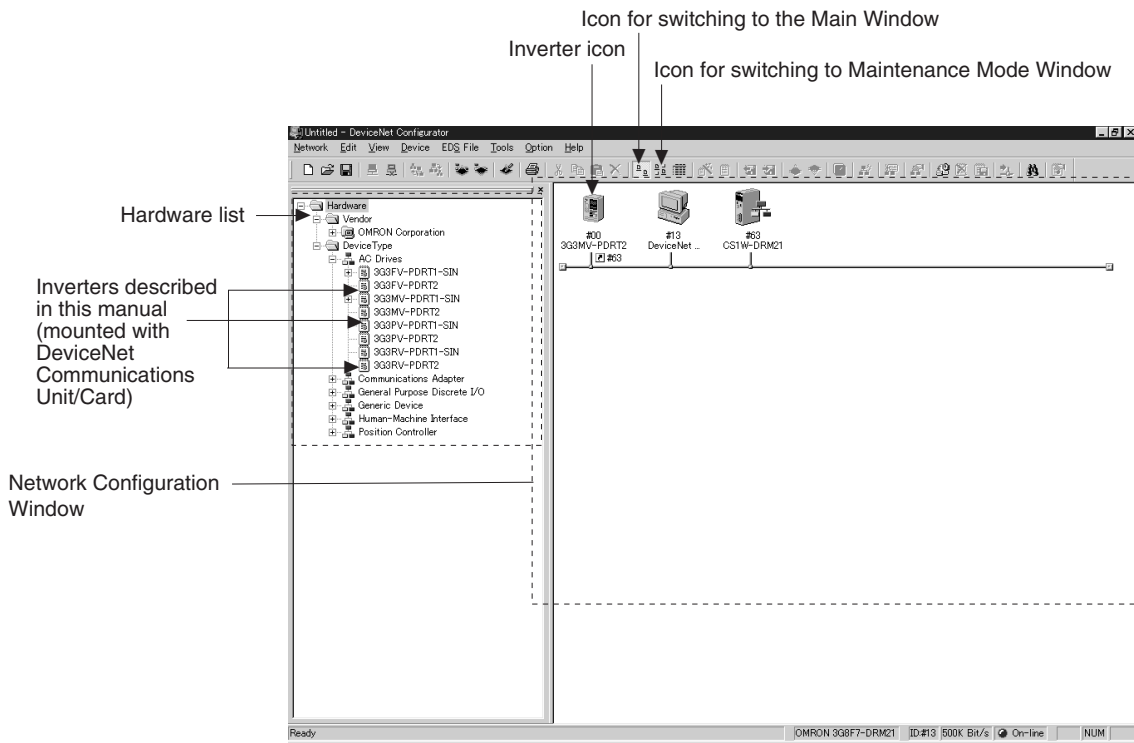 Icon for switching to the Main Window
Inverter icon
Icon for switching to Maintenance Mode Window
Untitled - DeviceNet Configurator
Network Edit View Device EDS File Tools Option Help
Hardware list
Hardware
Vendor
OMRON Corporation
DeviceType
AC Drives
3G3FV-PDRT1-SIN
3G3FV-PDRT2
3G3MV-PDRT1-SIN
3G3MV-PDRT2
3G3PV-PDRT1-SIN
3G3PV-PDRT2
3G3RV-PDRT1-SIN
3G3RV-PDRT2
Communications Adapter
General Purpose Discrete I/O
Generic Device
Human-Machine Interface
Position Controller
#00
3G3MV-PDRT2
#63
#13
DeviceNet ...
#63
CS1W-DRM21
Inverters described
in this manual
(mounted with
DeviceNet
Communications
Unit/Card)
Network Configuration
Window
Ready
OMRON 3G8F7-DRM21 ID:#13 500K Bit/s On-line NUM